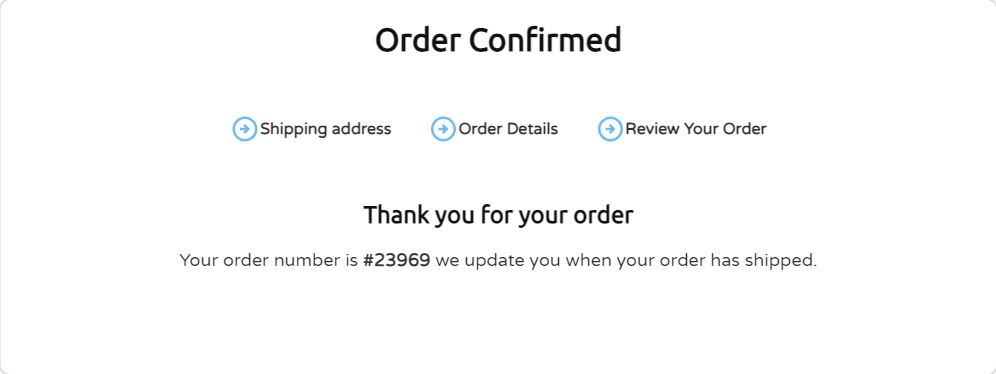 Order Confirmed
Shipping address Order Details Review Your Order
Thank you for your order
Your order number is #23969 we update you when your order has shipped.